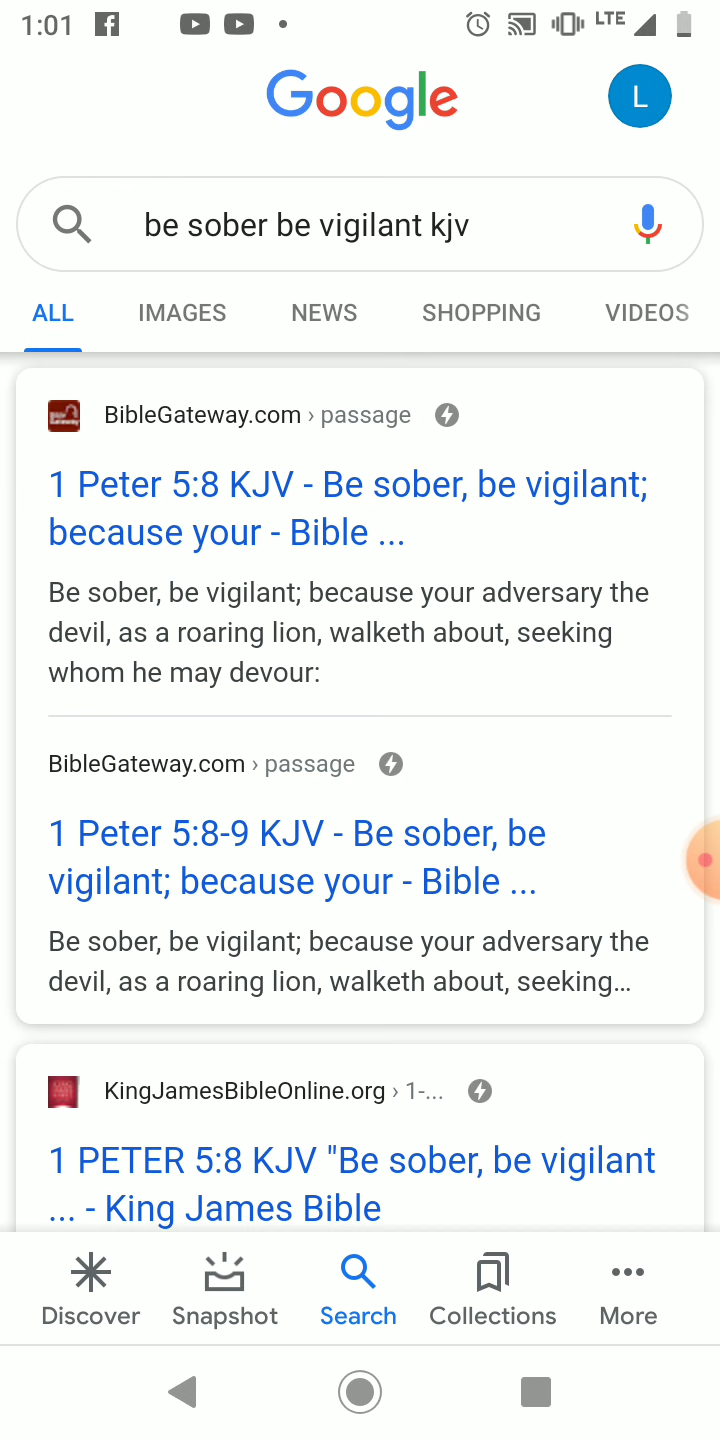 1:01 LTE
Google L
be sober be vigilant kjv
ALL IMAGES NEWS SHOPPING VIDEOS
BibleGateway.com › passage
1 Peter 5:8 KJV - Be sober, be vigilant;
because your - Bible ...
Be sober, be vigilant; because your adversary the
devil, as a roaring lion, walketh about, seeking
whom he may devour:
BibleGateway.com › passage
1 Peter 5:8-9 KJV - Be sober, be
vigilant; because your - Bible ...
Be sober, be vigilant; because your adversary the
devil, as a roaring lion, walketh about, seeking...
KingJamesBibleOnline.org › 1-...
1 PETER 5:8 KJV "Be sober, be vigilant
... - King James Bible
Discover Snapshot Search Collections More